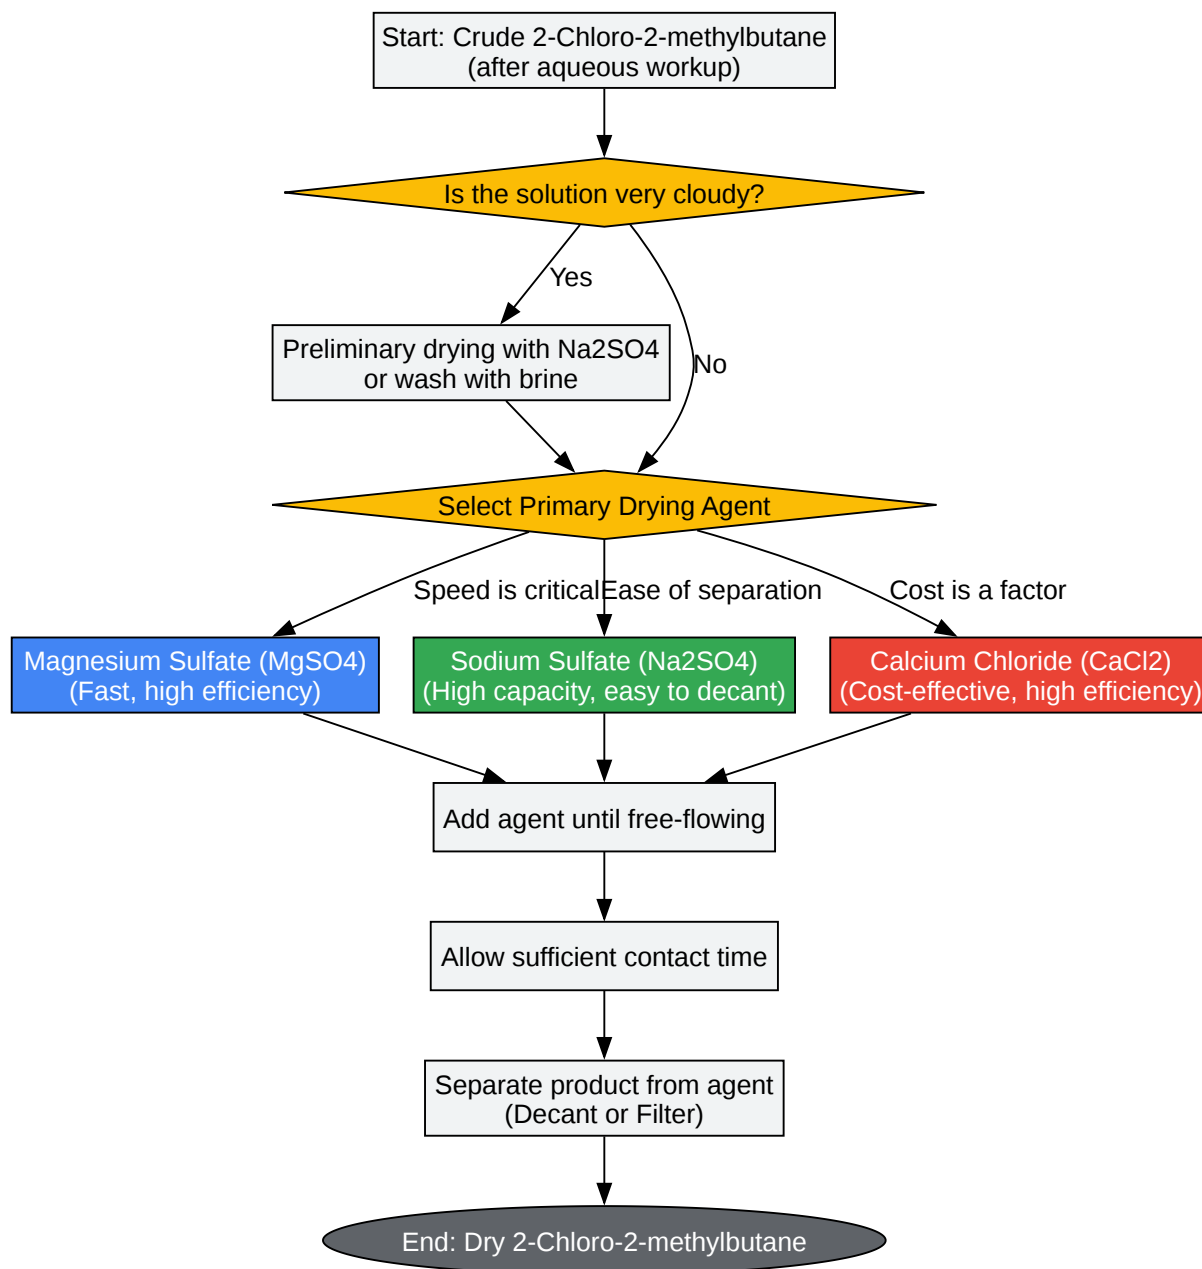 Start: Crude 2-Chloro-2-methylbutane
(after aqueous workup)
Is the solution very cloudy?
Yes
Preliminary drying with Na2SO4
or wash with brine
No
Select Primary Drying Agent
Speed is critical
Ease of separation
Cost is a factor
Magnesium Sulfate (MgSO4)
(Fast, high efficiency)
Sodium Sulfate (Na2SO4)
(High capacity, easy to decant)
Calcium Chloride (CaCl2)
(Cost-effective, high efficiency)
Add agent until free-flowing
Allow sufficient contact time
Separate product from agent
(Decant or Filter)
End: Dry 2-Chloro-2-methylbutane